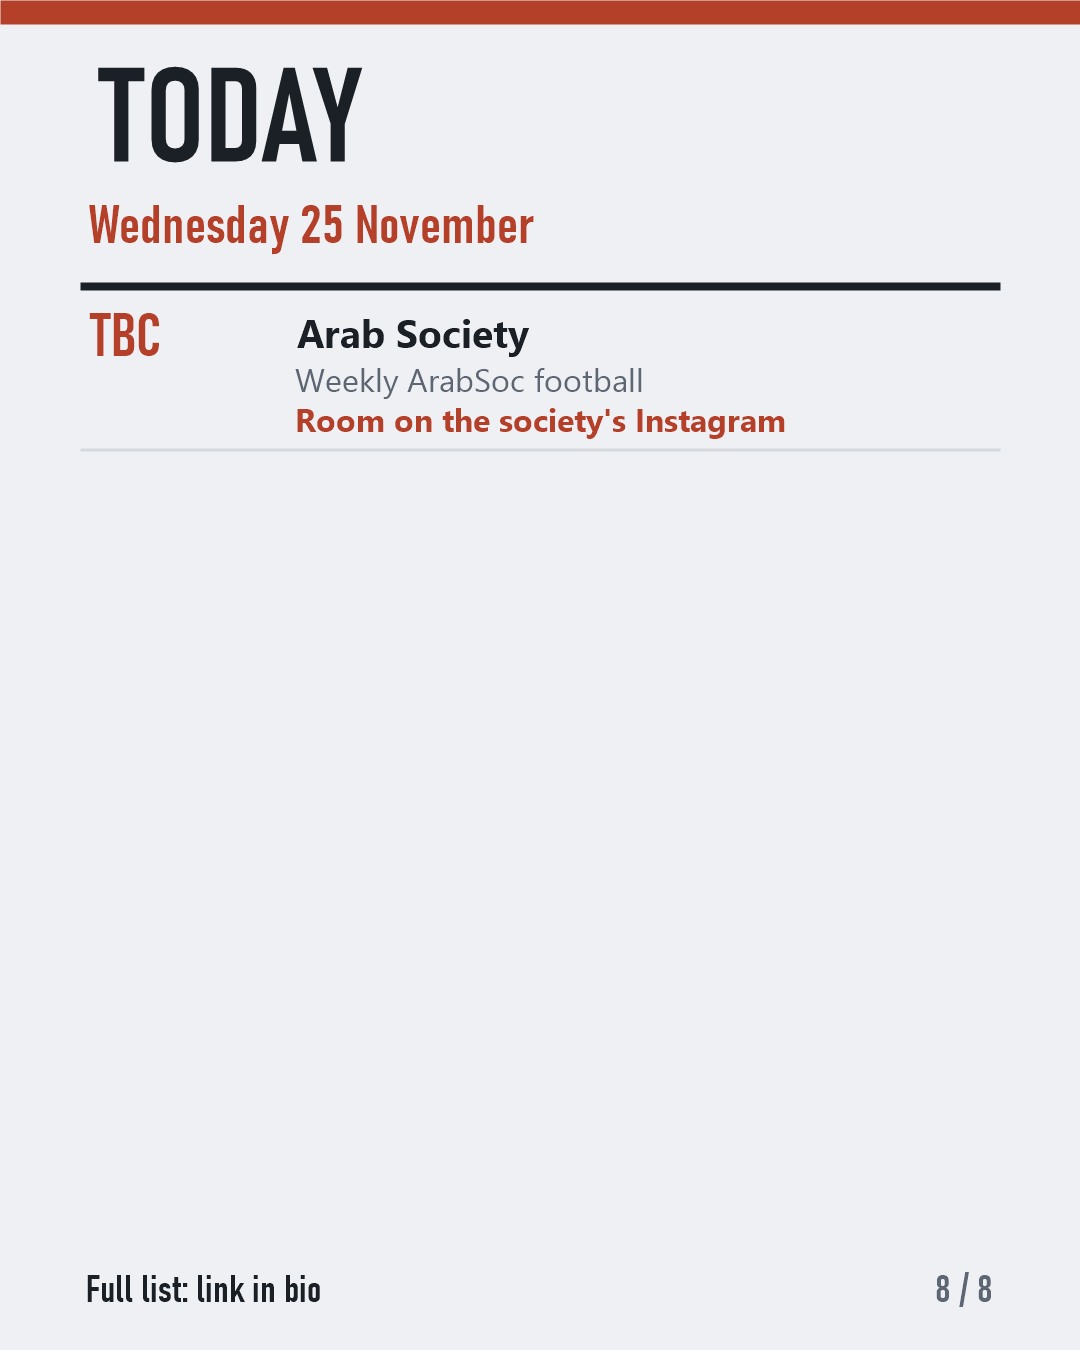 TODAY
Wednesday 25 November
TBC
Arab Society
Weekly ArabSoc football
Room on the society's Instagram
Full list: link in bio
8 / 8